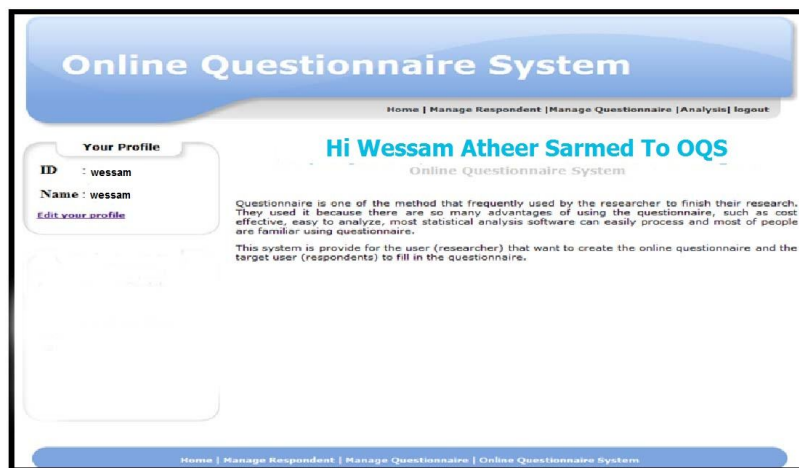 Online Questionnaire System
Home | Manage Respondent |Manage Questionnaire |Analysis| logout
Your Profile
ID : wessam
Name : wessam
Edit your profile
Hi Wessam Atheer Sarmed To OQS
Online Questionnaire System
Questionnaire is one of the method that frequently used by the researcher to finish their research.
They used it because there are so many advantages of using the questionnaire, such as cost
effective, easy to analyze, most statistical analysis software can easily process and most of people
are familiar using questionnaire.
This system is provide for the user (researcher) that want to create the online questionnaire and the
target user (respondents) to fill in the questionnaire.
Home | Manage Respondent | Manage Questionnaire | Online Questionnaire System